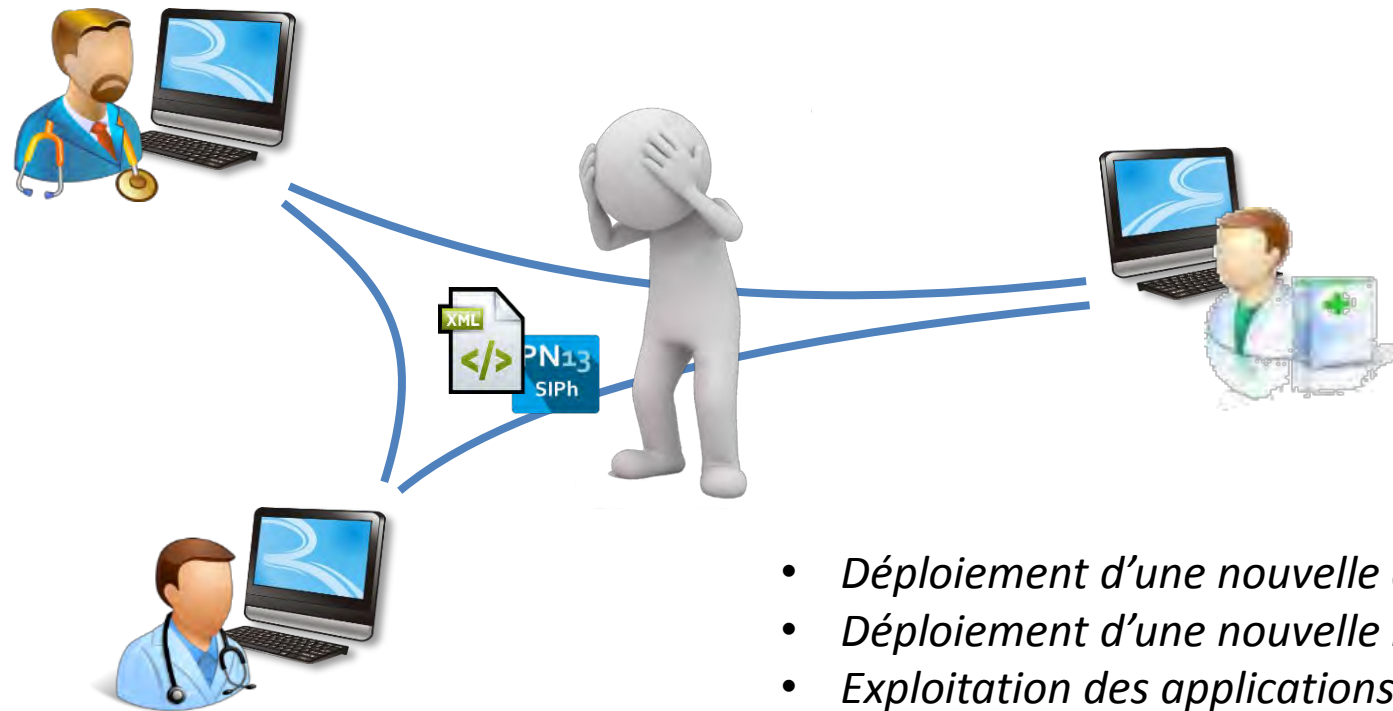 XML
</>
PN13
SIPh
• Déploiement d’une nouvelle
• Déploiement d’une nouvelle
• Exploitation des applications